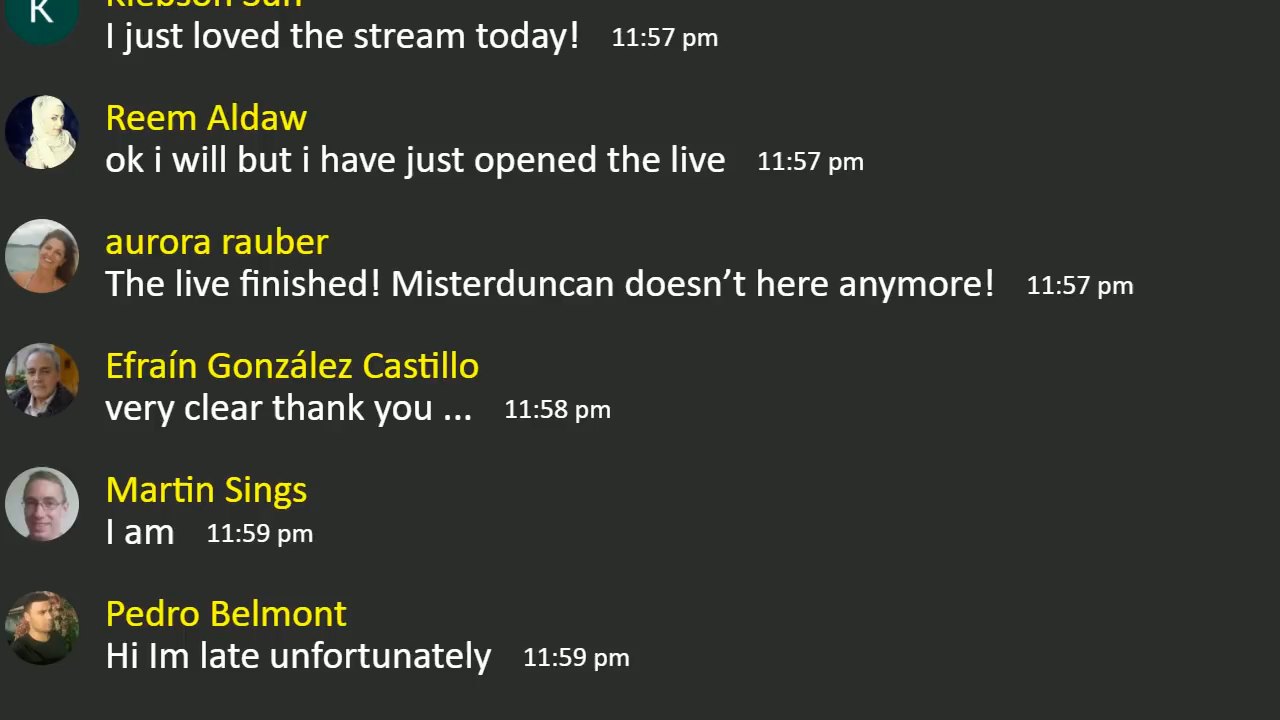 K
I just loved the stream today! 11:57 pm
Reem Aldaw
ok i will but i have just opened the live 11:57 pm
aurora rauber
The live finished! Misterduncan doesn’t here anymore! 11:57 pm
Efraín González Castillo
very clear thank you ... 11:58 pm
Martin Sings
I am 11:59 pm
Pedro Belmont
Hi Im late unfortunately 11:59 pm